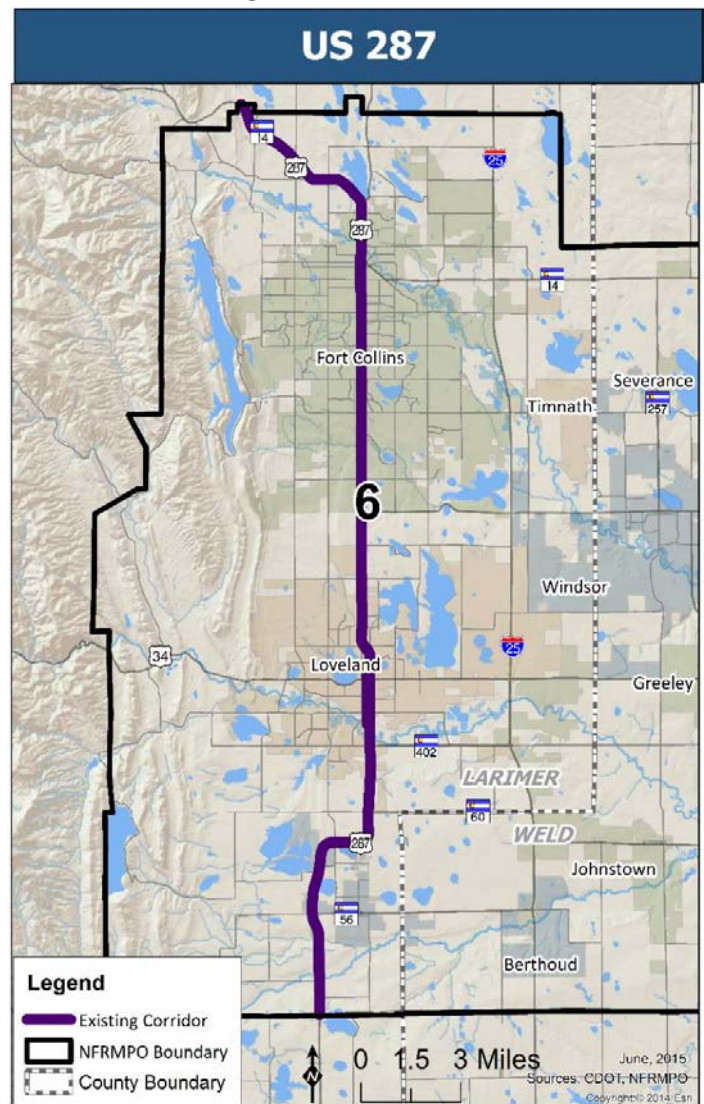 US 287
14
287
25
287
14
Fort Collins
Severance
Timnath
257
6
Windsor
34
Loveland
25
Greeley
402
LARIMER
60
WELD
287
Johnstown
56
Berthoud
Legend
Existing Corridor
NFRMPO Boundary
County Boundary
N
0 1.5 3 Miles
June, 2015
Sources: CDOT, NFRMPO
Copyright:© 2014 Esri